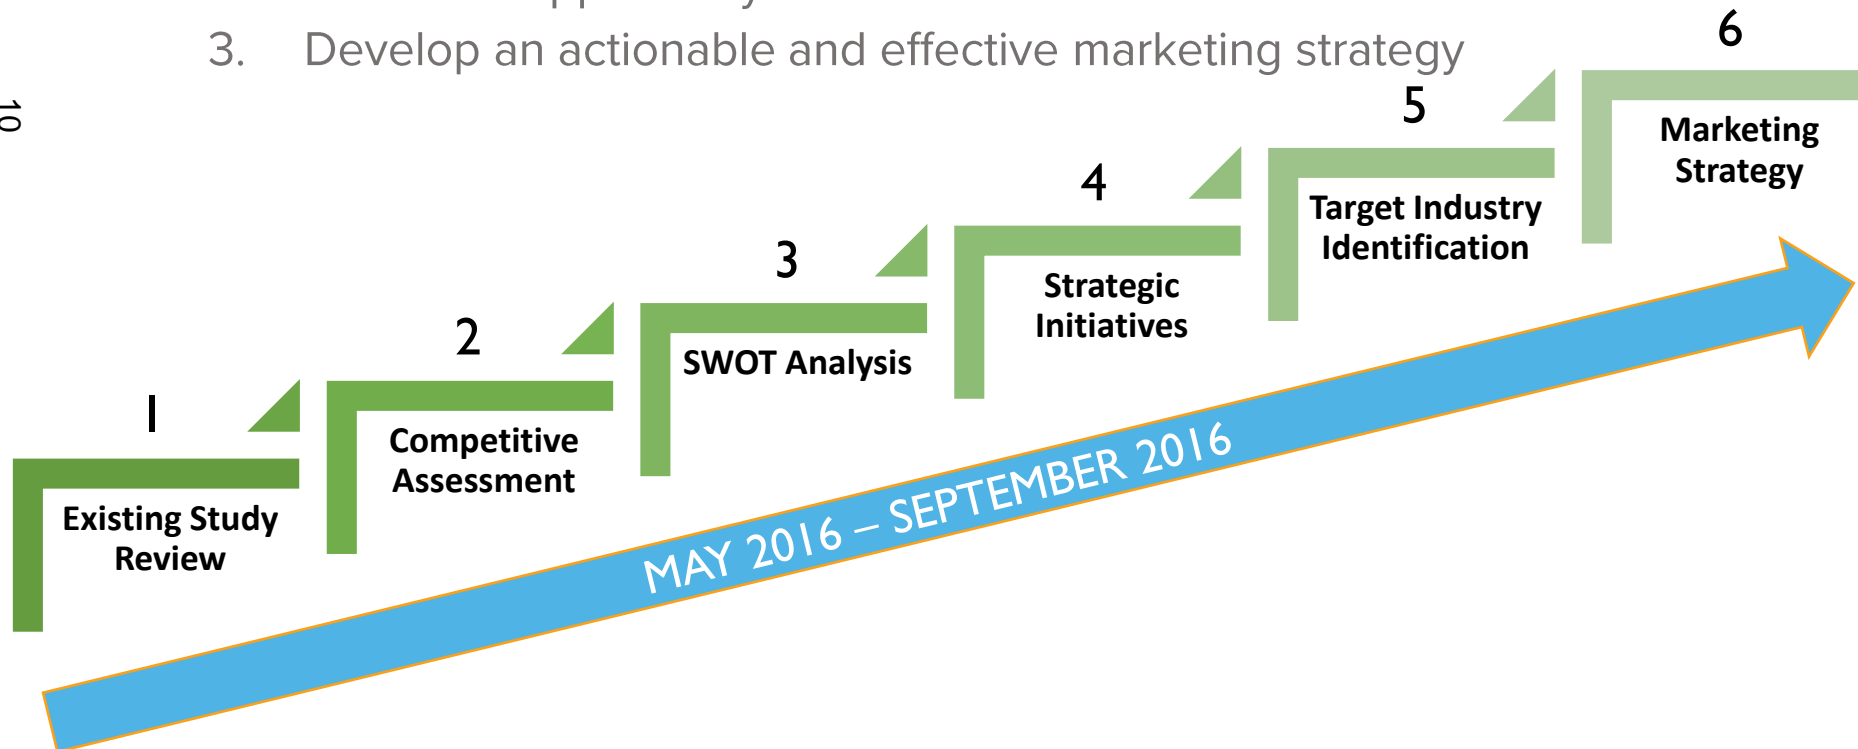 3. Develop an actionable and effective marketing strategy
10
6
Marketing
Strategy
5
Target Industry
Identification
4
Strategic
Initiatives
3
SWOT Analysis
2
Competitive
Assessment
1
Existing Study
Review
MAY 2016 – SEPTEMBER 2016